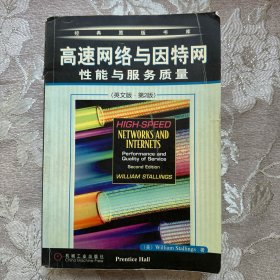 经典原版书库
高速网络与因特网
性能与服务质量
(英文版·第2版)
HIGH-SPEED
NETWORKS AND
INTERNETS
Performance and
Quality of Service
Second Edition
WILLIAM STALLINGS
(美) William Stallings 著
机械工业出版社
China Machine Press
Prentice Hall